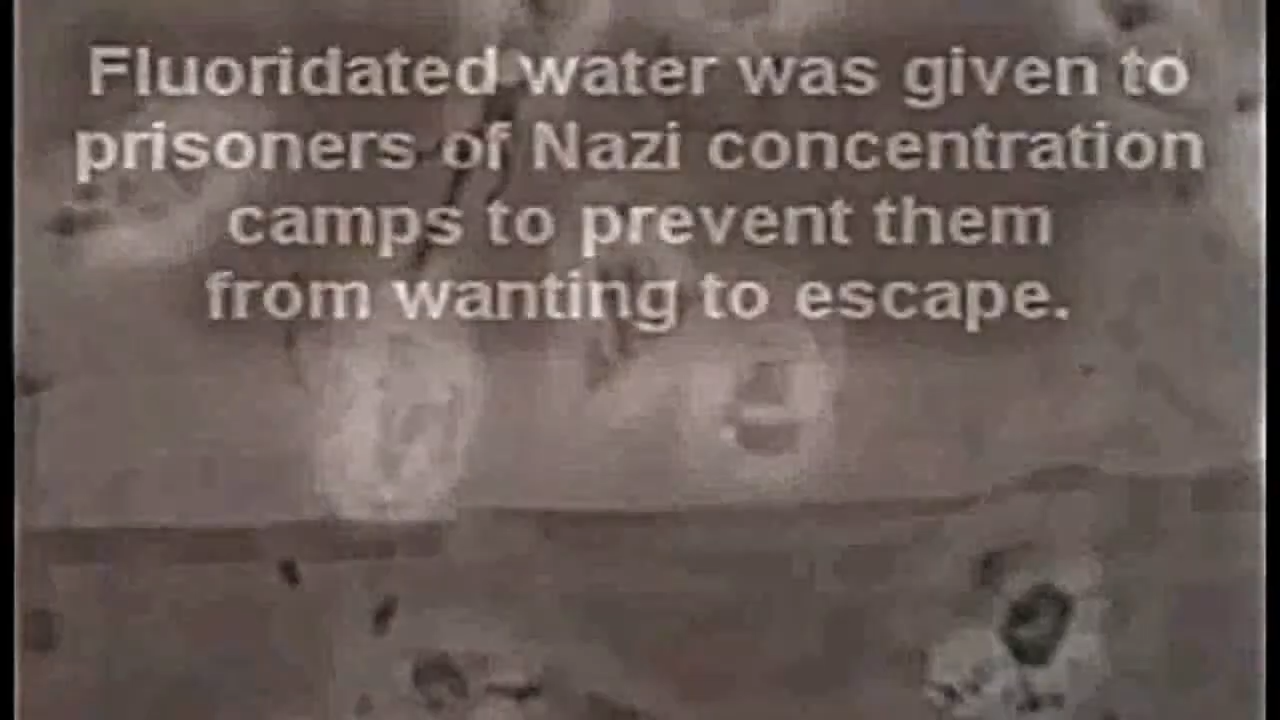 Fluoridated water was given to
prisoners of Nazi concentration
camps to prevent them
from wanting to escape.